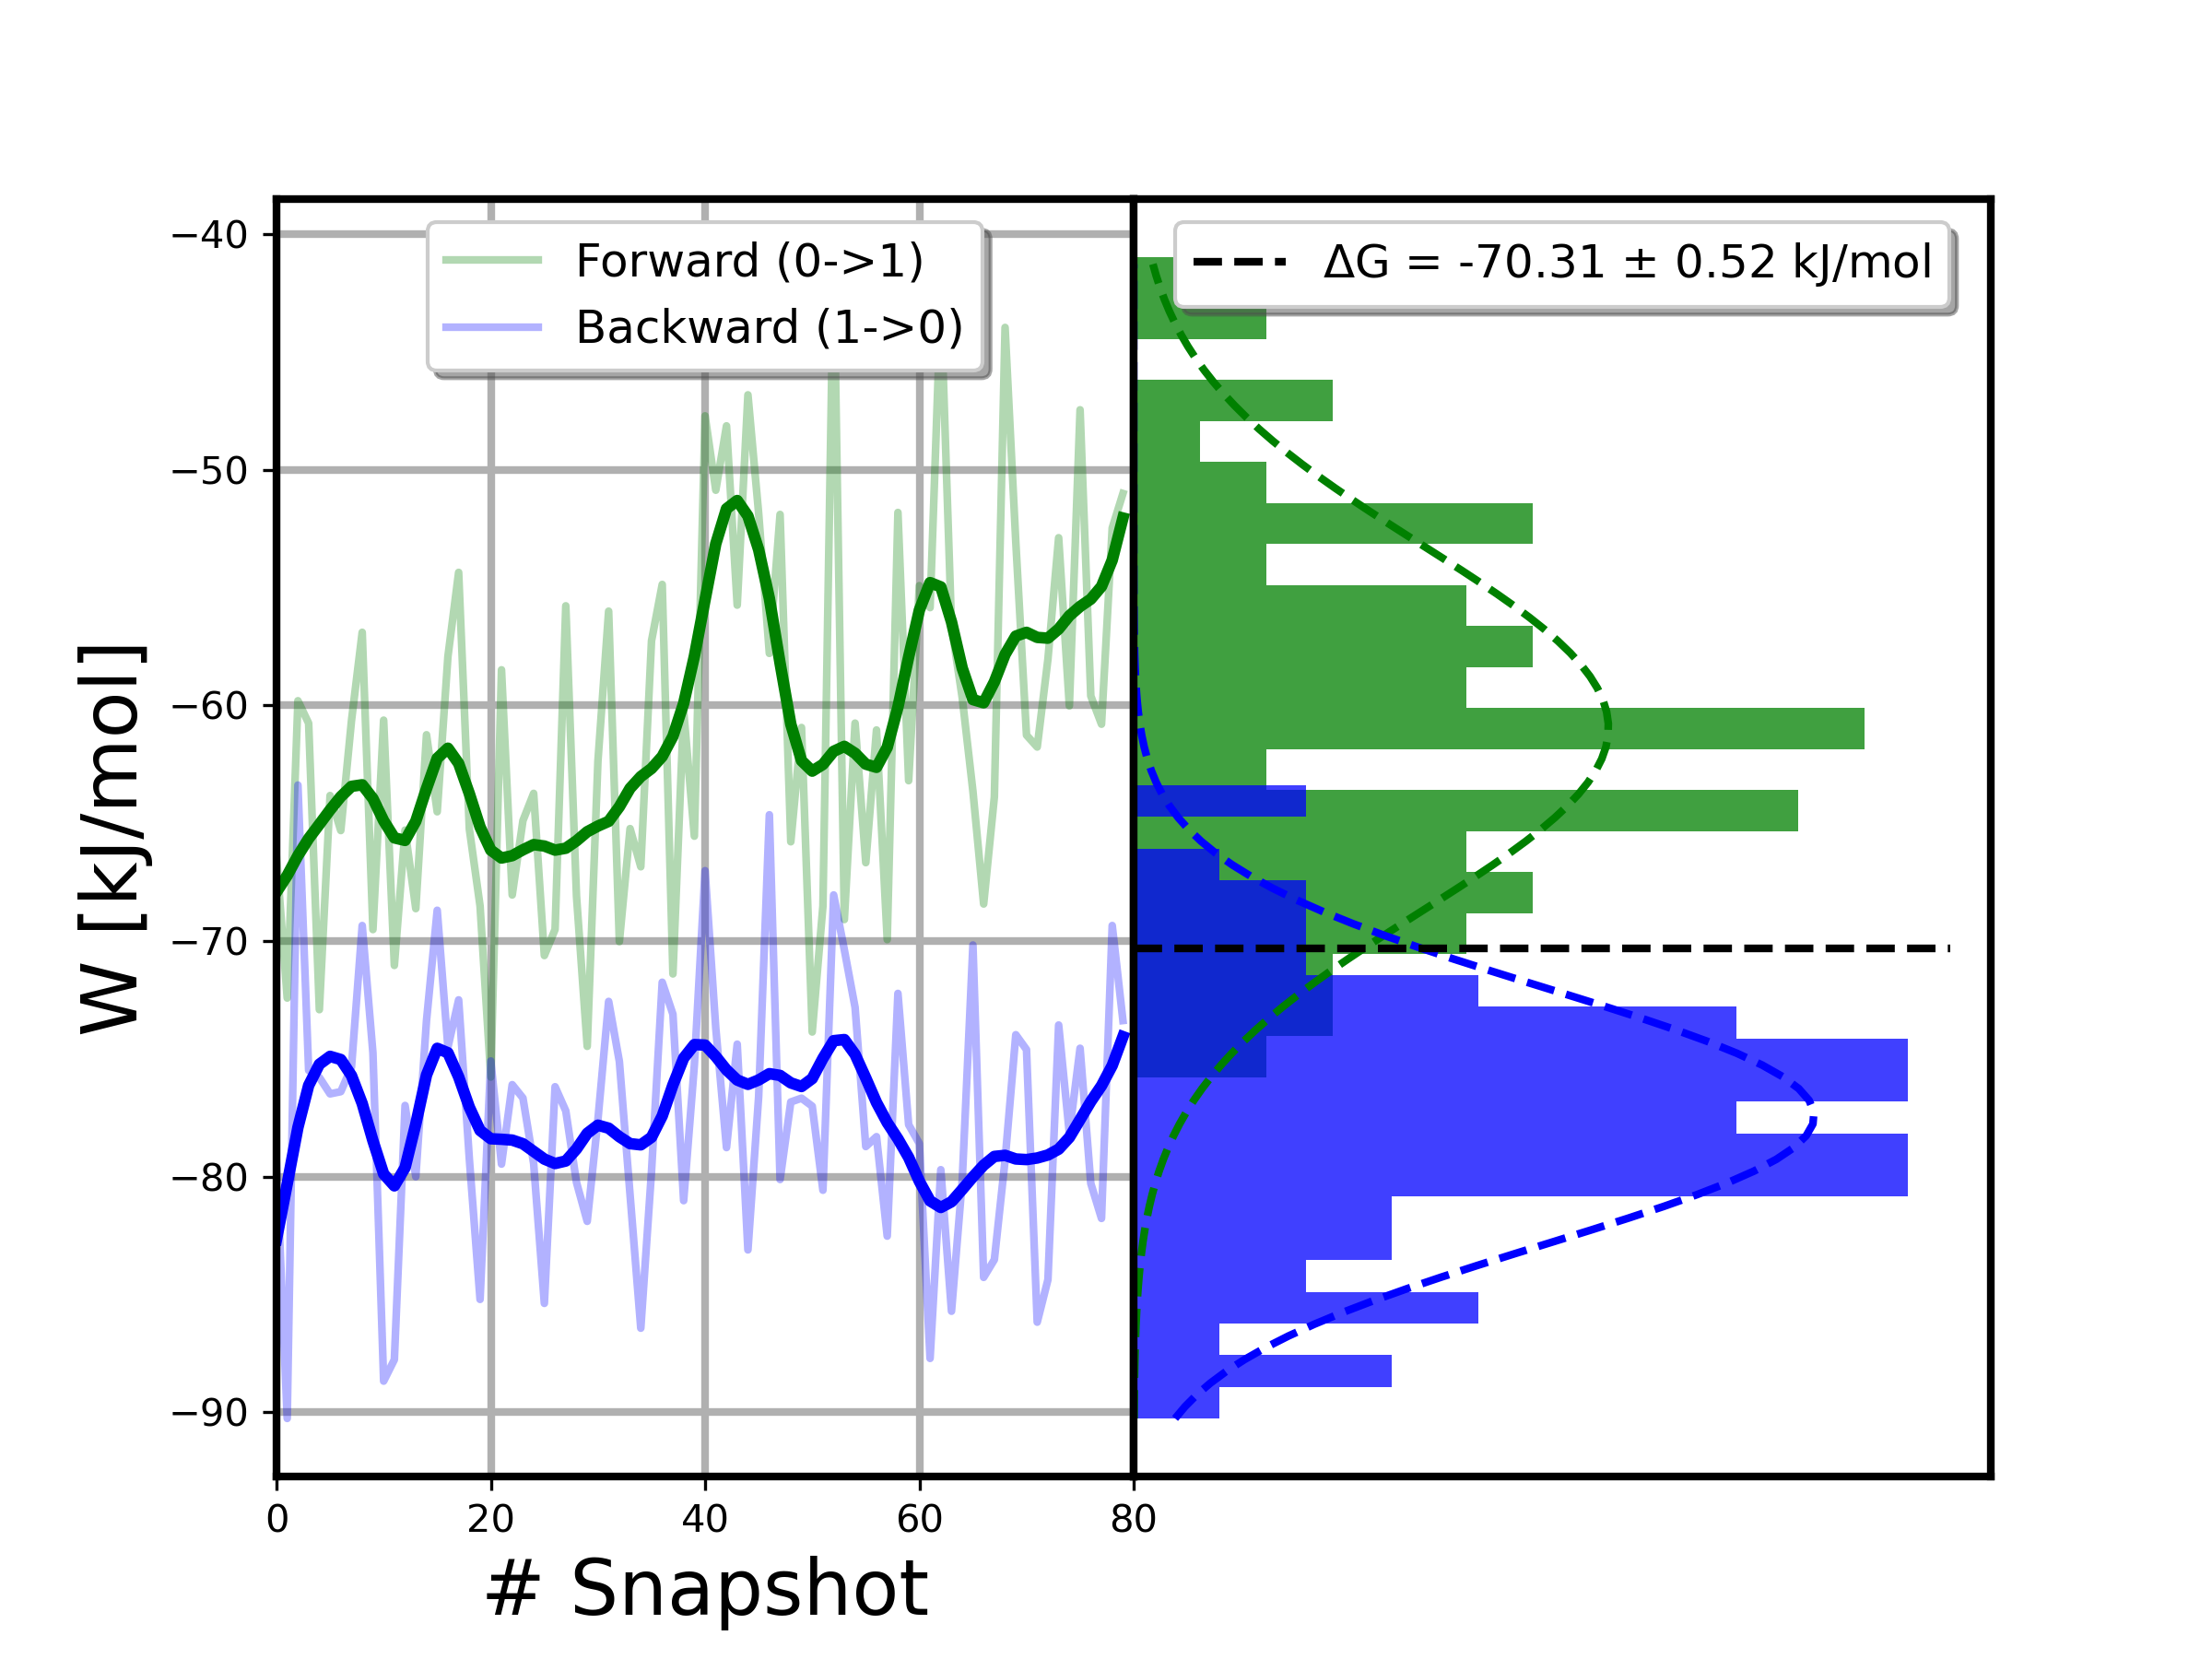 Forward (0->1)
Backward (1->0)
ΔG = -70.31 ± 0.52 kJ/mol
W [kJ/mol]
−40
−50
−60
−70
−80
−90
0 20 40 60 80
# Snapshot